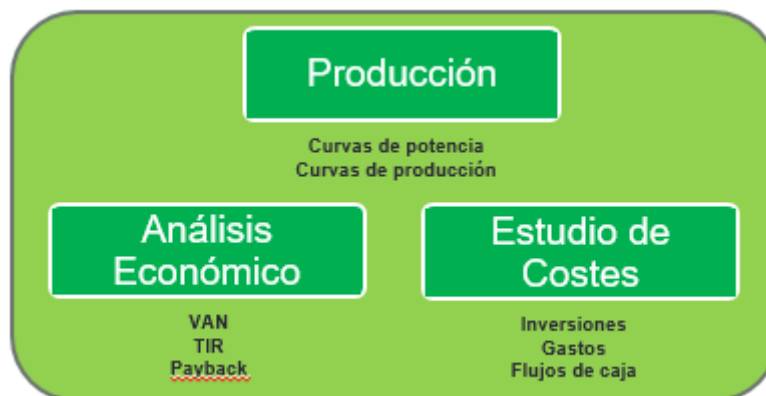 Producción
Curvas de potencia
Curvas de producción
Análisis
Económico
VAN
TIR
Payback
Estudio de
Costes
Inversiones
Gastos
Flujos de caja